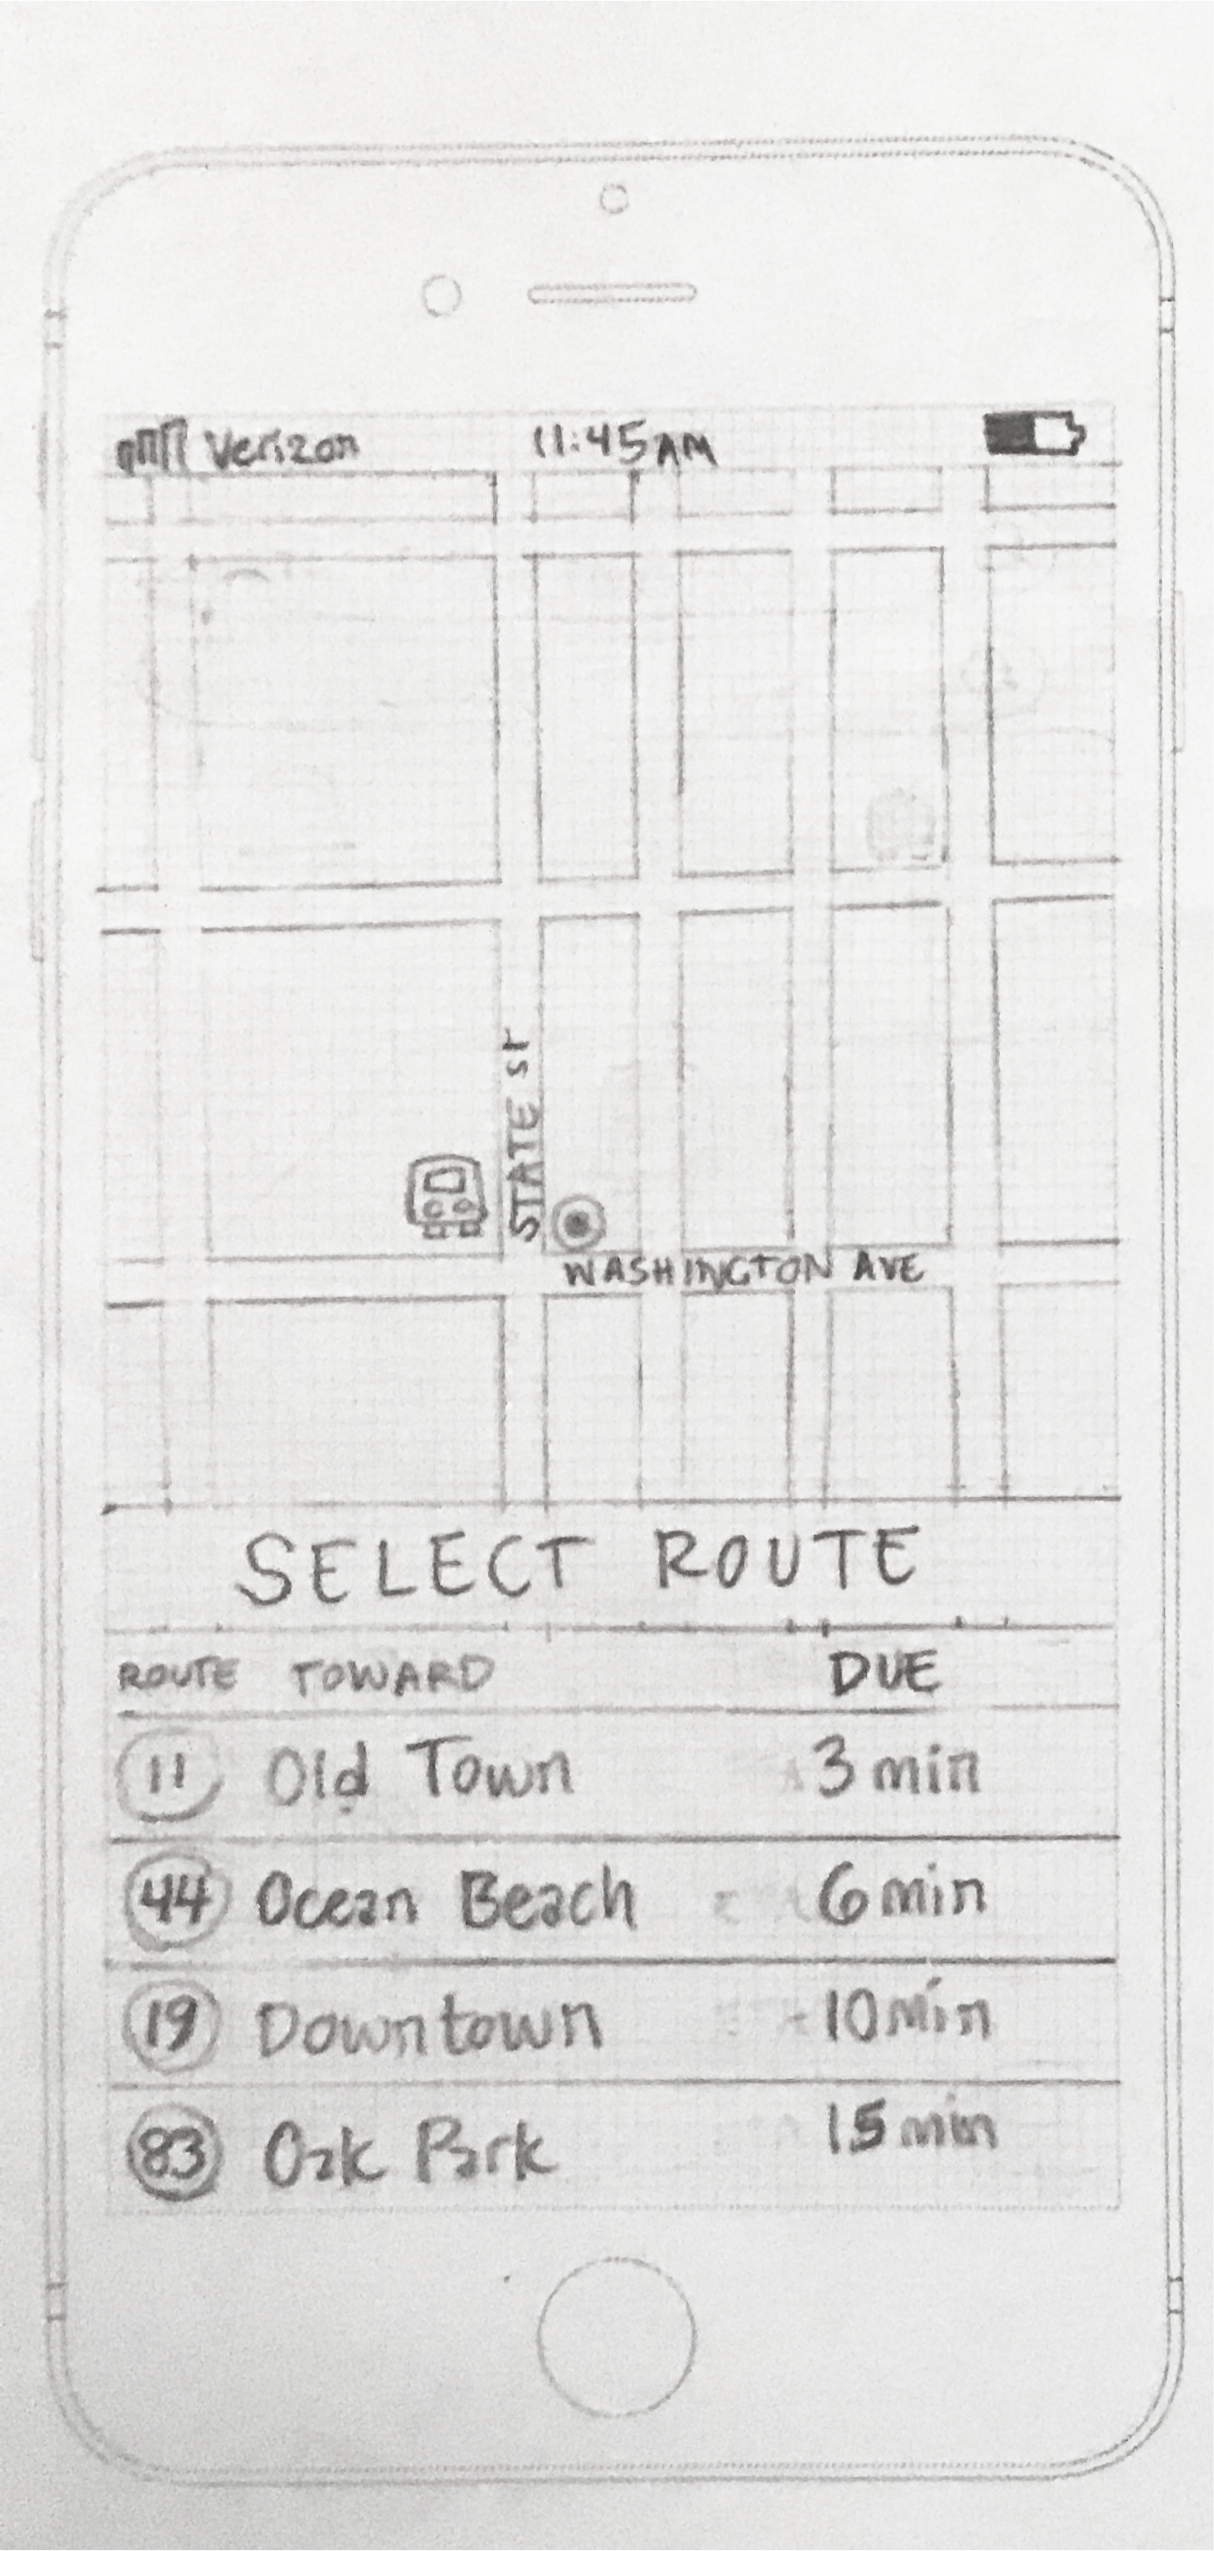 Verizon 11:45AM
STATE ST
WASHINGTON AVE
SELECT ROUTE
ROUTE TOWARD DUE
11 Old Town 3 min
44 Ocean Beach 6 min
19 Downtown 10 min
83 Oak Park 15 min